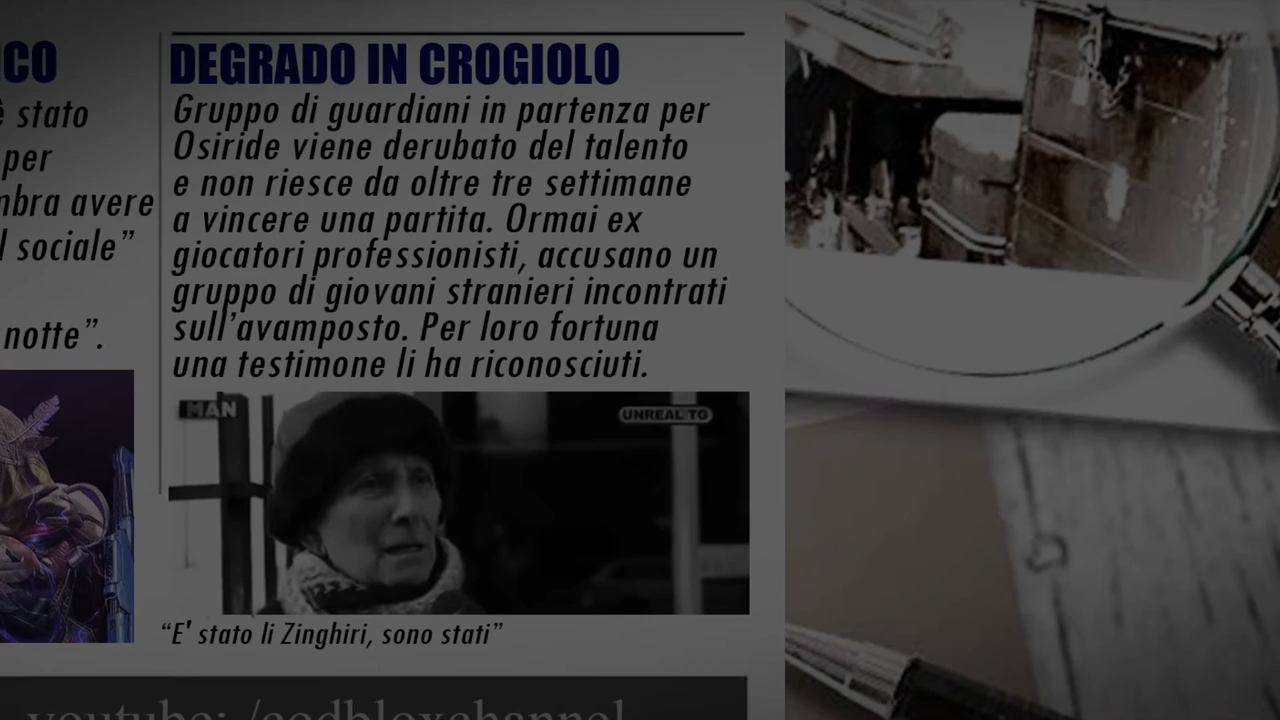 ICO
è stato
per
mbra avere
l sociale”
notte”.
DEGRADO IN CROGIOLO
Gruppo di guardiani in partenza per
Osiride viene derubato del talento
e non riesce da oltre tre settimane
a vincere una partita. Ormai ex
giocatori professionisti, accusano un
gruppo di giovani stranieri incontrati
sull’avamposto. Per loro fortuna
una testimone li ha riconosciuti.
MAN
UNREAL TO
“E' stato li Zinghiri, sono stati”
youtube: /codbloxchannel